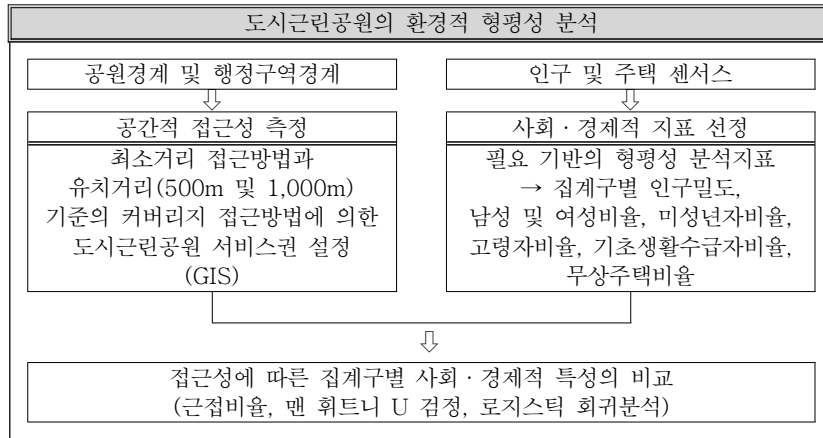 도시근린공원의 환경적 형평성 분석
공원경계 및 행정구역경계
공간적 접근성 측정
최소거리 접근방법과
유치거리(500m 및 1,000m)
기준의 커버리지 접근방법에 의한
도시근린공원 서비스권 설정
(GIS)
인구 및 주택 센서스
사회·경제적 지표 선정
필요 기반의 형평성 분석지표
→ 집계구별 인구밀도,
남성 및 여성비율, 미성년자비율,
고령자비율, 기초생활수급자비율,
무상주택비율
접근성에 따른 집계구별 사회·경제적 특성의 비교
(근접비율, 맨 휘트니 U 검정, 로지스틱 회귀분석)